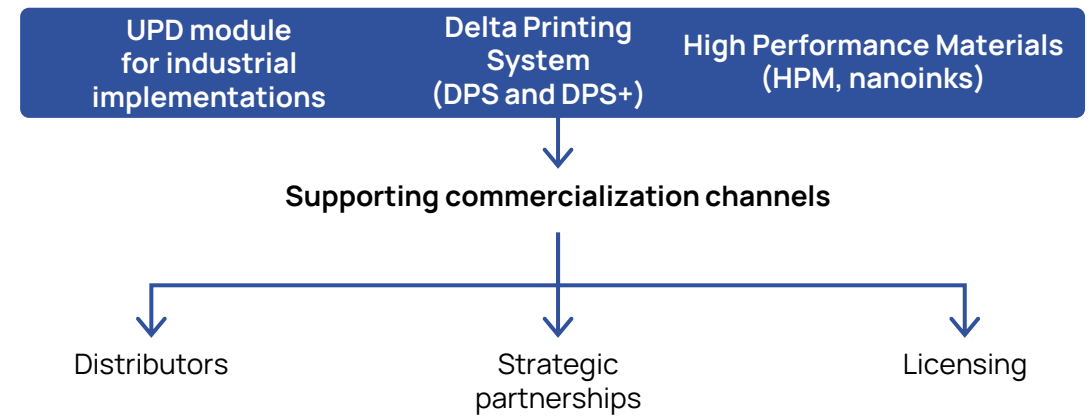 UPD module
for industrial
implementations
Delta Printing
System
(DPS and DPS+)
High Performance Materials
(HPM, nanoinks)
Supporting commercialization channels
Distributors
Strategic
partnerships
Licensing